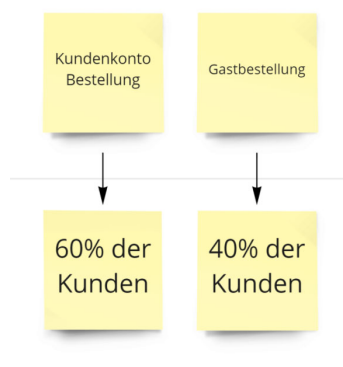 Kundenkonto
Bestellung
Gastbestellung
60% der
Kunden
40% der
Kunden